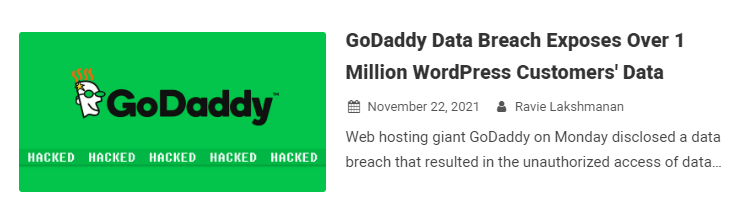 GoDaddy™
HACKED HACKED HACKED HACKED HACKED
GoDaddy Data Breach Exposes Over 1
Million WordPress Customers' Data
November 22, 2021 Ravie Lakshmanan
Web hosting giant GoDaddy on Monday disclosed a data
breach that resulted in the unauthorized access of data...